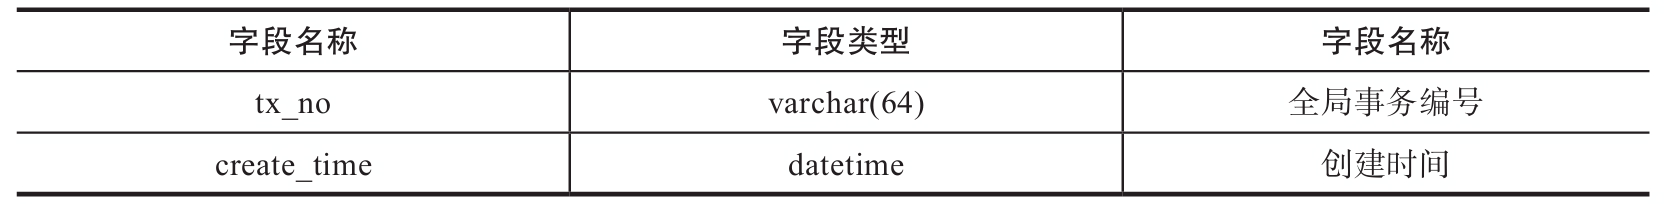 字段名称 字段类型 字段名称
tx_no varchar(64) 全局事务编号
create_time datetime 创建时间